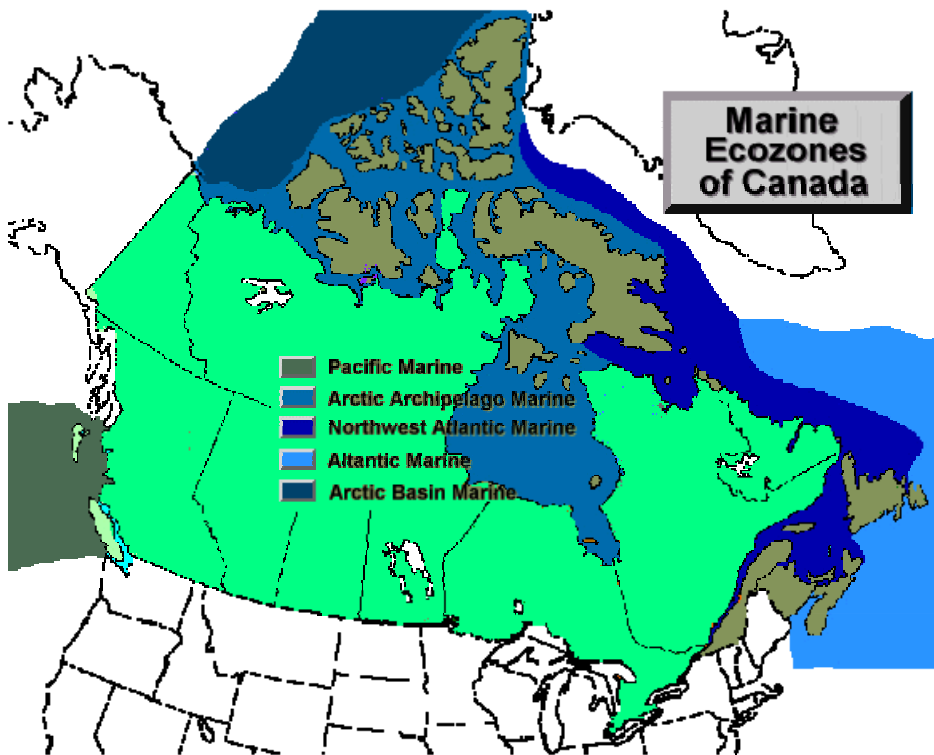 Marine
Ecozones
of Canada
Pacific Marine
Arctic Archipelago Marine
Northwest Atlantic Marine
Altantic Marine
Arctic Basin Marine